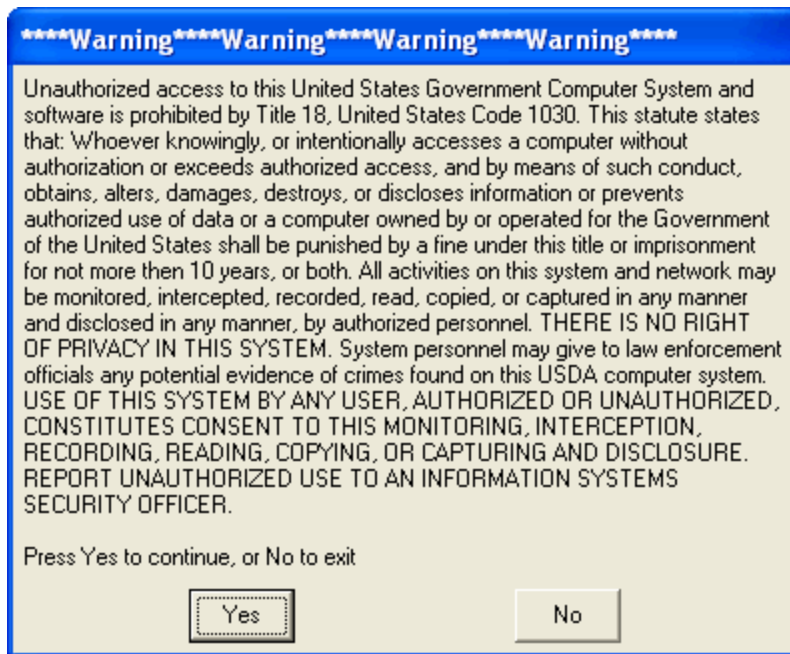 ****Warning****Warning****Warning****Warning****
Unauthorized access to this United States Government Computer System and
software is prohibited by Title 18, United States Code 1030. This statute states
that: Whoever knowingly, or intentionally accesses a computer without
authorization or exceeds authorized access, and by means of such conduct,
obtains, alters, damages, destroys, or discloses information or prevents
authorized use of data or a computer owned by or operated for the Government
of the United States shall be punished by a fine under this title or imprisonment
for not more then 10 years, or both. All activities on this system and network may
be monitored, intercepted, recorded, read, copied, or captured in any manner
and disclosed in any manner, by authorized personnel. THERE IS NO RIGHT
OF PRIVACY IN THIS SYSTEM. System personnel may give to law enforcement
officials any potential evidence of crimes found on this USDA computer system.
USE OF THIS SYSTEM BY ANY USER, AUTHORIZED OR UNAUTHORIZED,
CONSTITUTES CONSENT TO THIS MONITORING, INTERCEPTION,
RECORDING, READING, COPYING, OR CAPTURING AND DISCLOSURE.
REPORT UNAUTHORIZED USE TO AN INFORMATION SYSTEMS
SECURITY OFFICER.
Press Yes to continue, or No to exit
Yes No